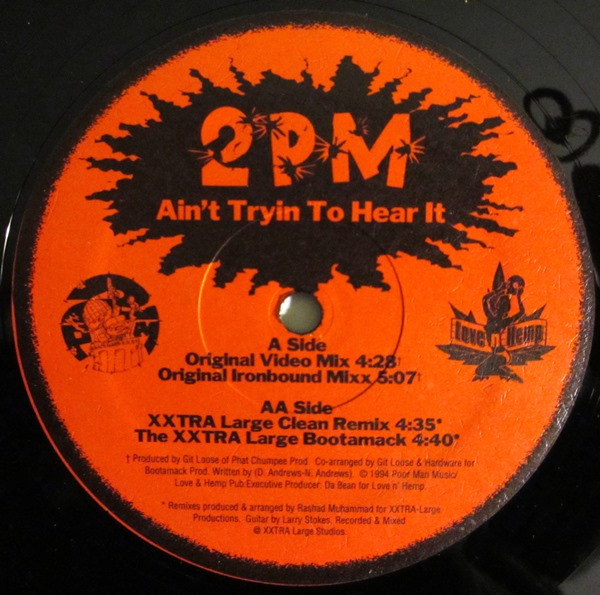 2PM
Ain't Tryin To Hear It
Love n' Hemp
A Side
Original Video Mix 4:28†
Original Ironbound Mixx 5:07†
AA Side
XXTRA Large Clean Remix 4:35*
The XXTRA Large Bootamack 4:40*
† Produced by Git Loose of Phat Chumpee Prod. Co-arranged by Git Loose & Hardware for
Bootamack Prod. Written by (D. Andrews-N. Andrews). © 1994 Poor Man Music/
Love & Hemp Pub.Executive Producer: Da Bean for Love n' Hemp.
* Remixes produced & arranged by Rashad Muhammad for XXTRA-Large
Productions. Guitar by Larry Stokes. Recorded & Mixed
@ XXTRA Large Studios.